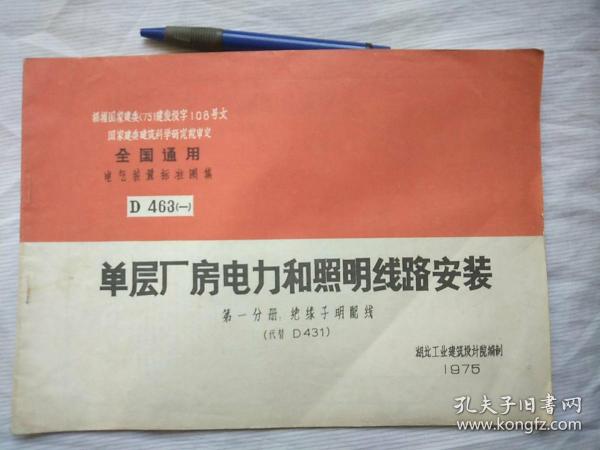 根据国家建委(75)建发设字108号文
国家建委建筑科学研究院审定
全国通用
电气装置标准图集
D 463(一)
单层厂房电力和照明线路安装
第一分册：绝缘子明配线
(代替 D431)
湖北工业建筑设计院编制
1975
孔夫子旧书网
www.kongfz.com